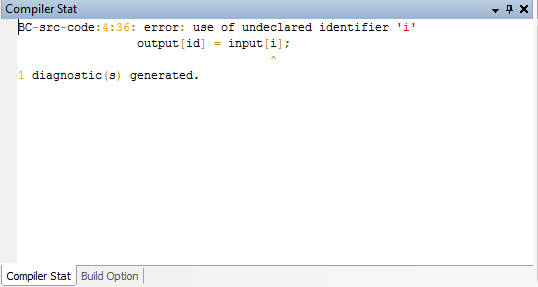 Compiler Stat
BC-src-code:4:36: error: use of undeclared identifier 'i'
output[id] = input[i];
^
1 diagnostic(s) generated.
Compiler Stat Build Option